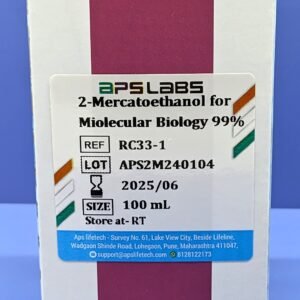 aPS LABS
2-Mercatoethanol for
Miolecular Biology 99%
REF RC33-1
LOT APS2M240104
2025/06
SIZE 100 mL
Store at- RT
Aps lifetech - Survey No. 61, Lake View City, Beside Lifeline,
Wadgaon Shinde Road, Lohegaon, Pune, Maharashtra 411047,
support@apslifetech.com 8128122173